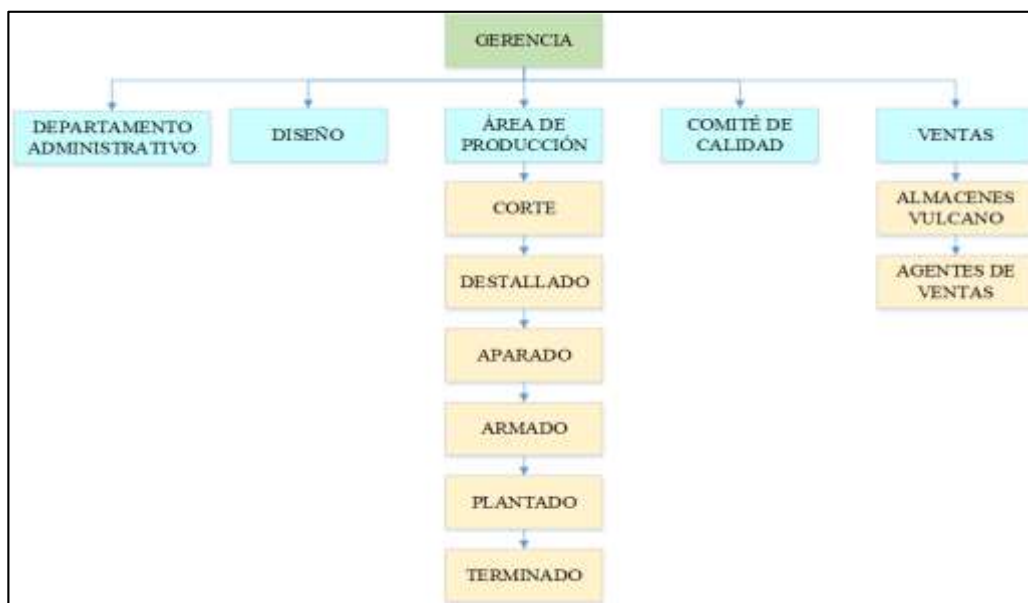 GERENCIA
DEPARTAMENTO
ADMINISTRATIVO
DISEÑO
ÁREA DE
PRODUCCIÓN
COMITÉ DE
CALIDAD
VENTAS
CORTE
DESTALLADO
APARADO
ARMADO
PLANTADO
TERMINADO
ALMACENES
VULCANO
AGENTES DE
VENTAS